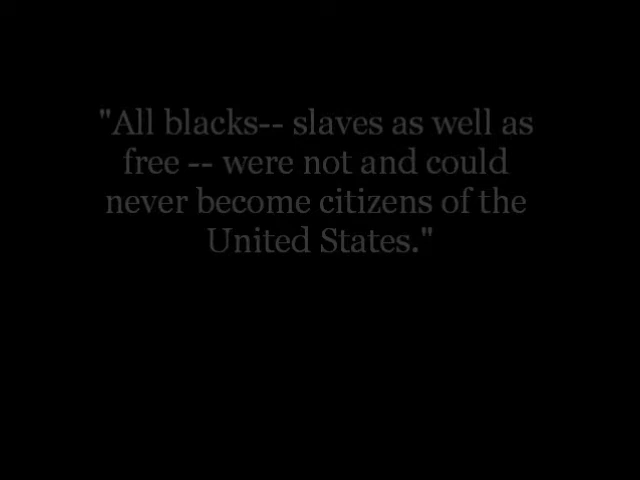 "All blacks-- slaves as well as
free -- were not and could
never become citizens of the
United States."